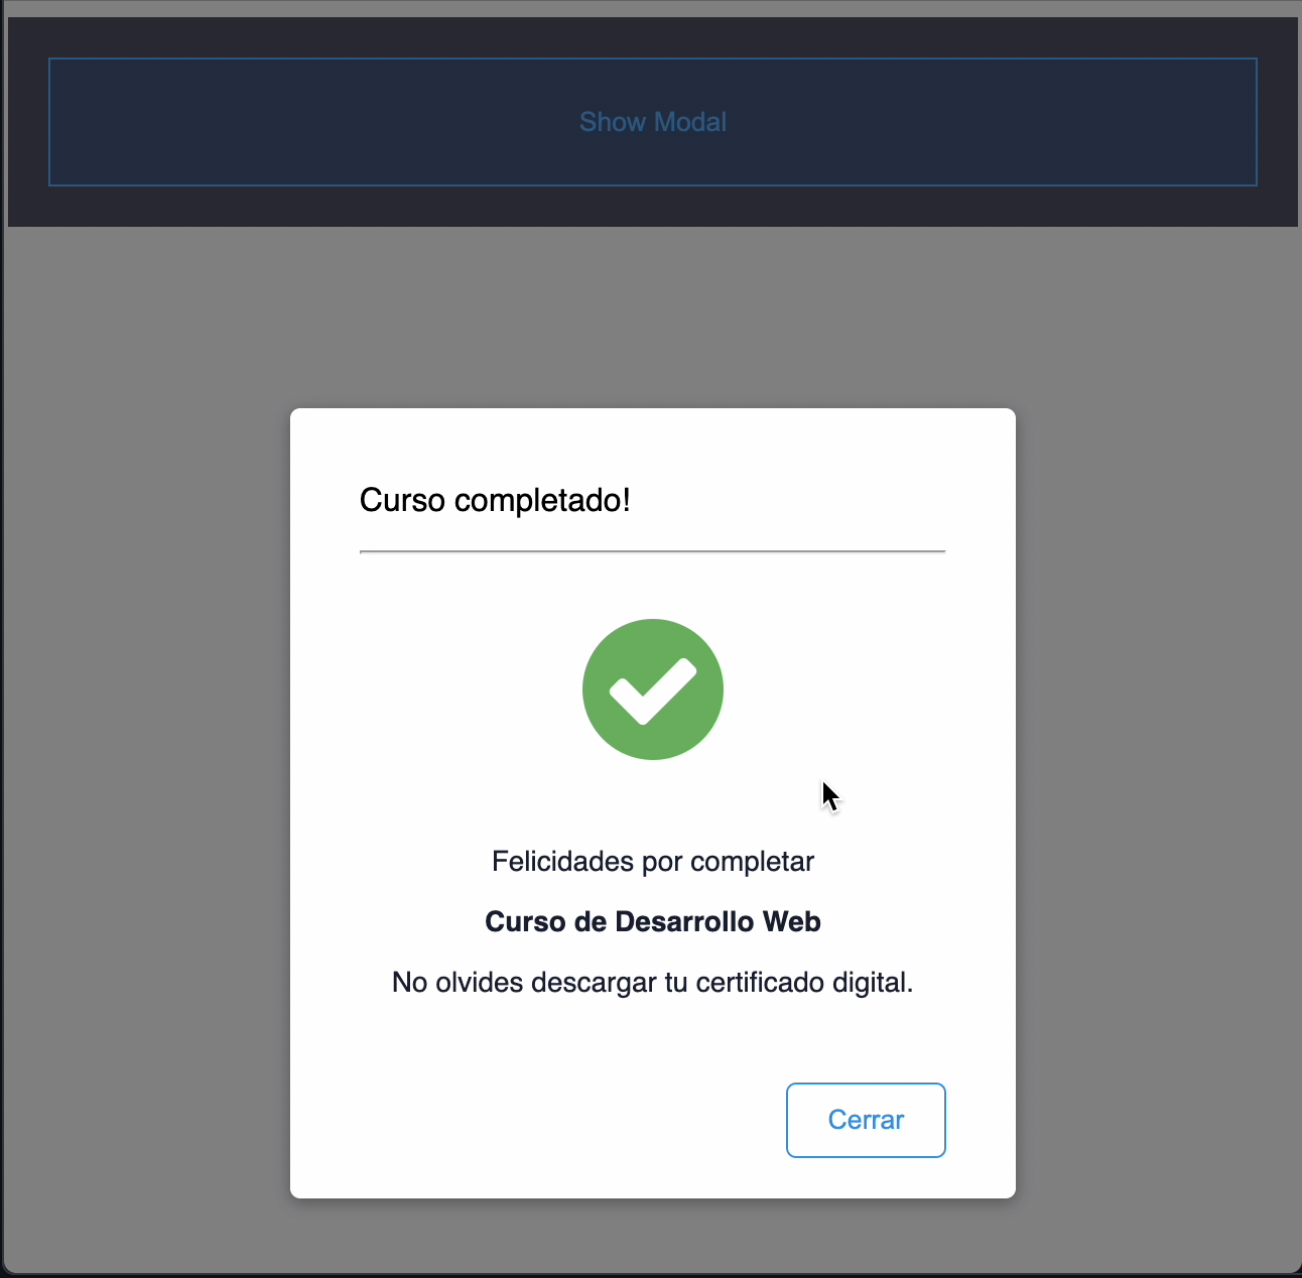 Show Modal
Curso completado!
Felicidades por completar
Curso de Desarrollo Web
No olvides descargar tu certificado digital.
Cerrar